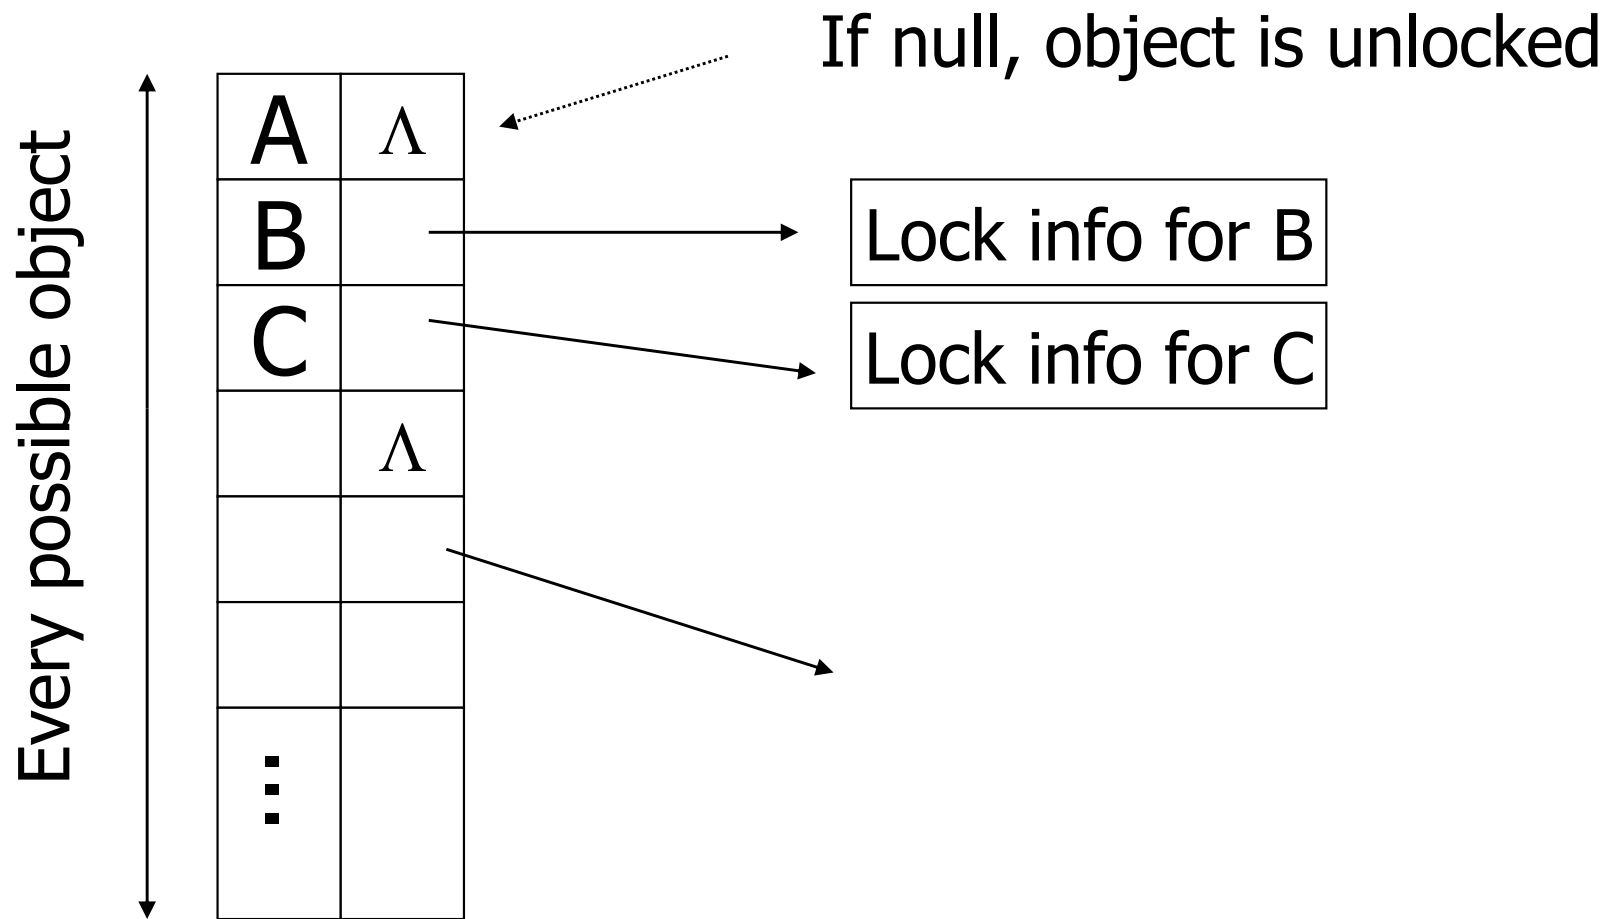 If null, object is unlocked
Every possible object
A Λ
B
Lock info for B
C
Lock info for C
Λ
⋮